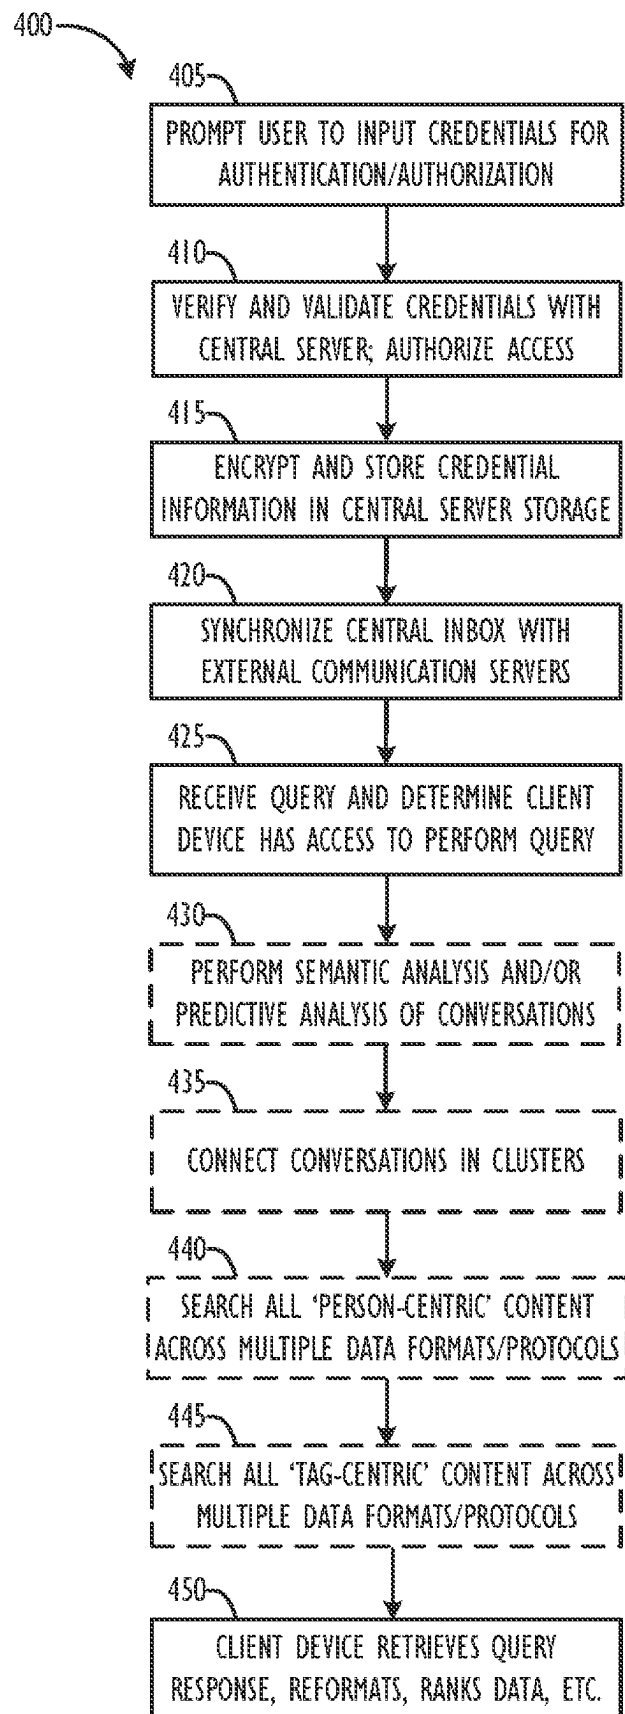 400
405
PROMPT USER TO INPUT CREDENTIALS FOR
AUTHENTICATION/AUTHORIZATION
410
VERIFY AND VALIDATE CREDENTIALS WITH
CENTRAL SERVER; AUTHORIZE ACCESS
415
ENCRYPT AND STORE CREDENTIAL
INFORMATION IN CENTRAL SERVER STORAGE
420
SYNCHRONIZE CENTRAL INBOX WITH
EXTERNAL COMMUNICATION SERVERS
425
RECEIVE QUERY AND DETERMINE CLIENT
DEVICE HAS ACCESS TO PERFORM QUERY
430
PERFORM SEMANTIC ANALYSIS AND/OR
PREDICTIVE ANALYSIS OF CONVERSATIONS
435
CONNECT CONVERSATIONS IN CLUSTERS
440
SEARCH ALL ‘PERSON-CENTRIC’ CONTENT
ACROSS MULTIPLE DATA FORMATS/PROTOCOLS
445
SEARCH ALL ‘TAG-CENTRIC’ CONTENT ACROSS
MULTIPLE DATA FORMATS/PROTOCOLS
450
CLIENT DEVICE RETRIEVES QUERY
RESPONSE, REFORMATS, RANKS DATA, ETC.